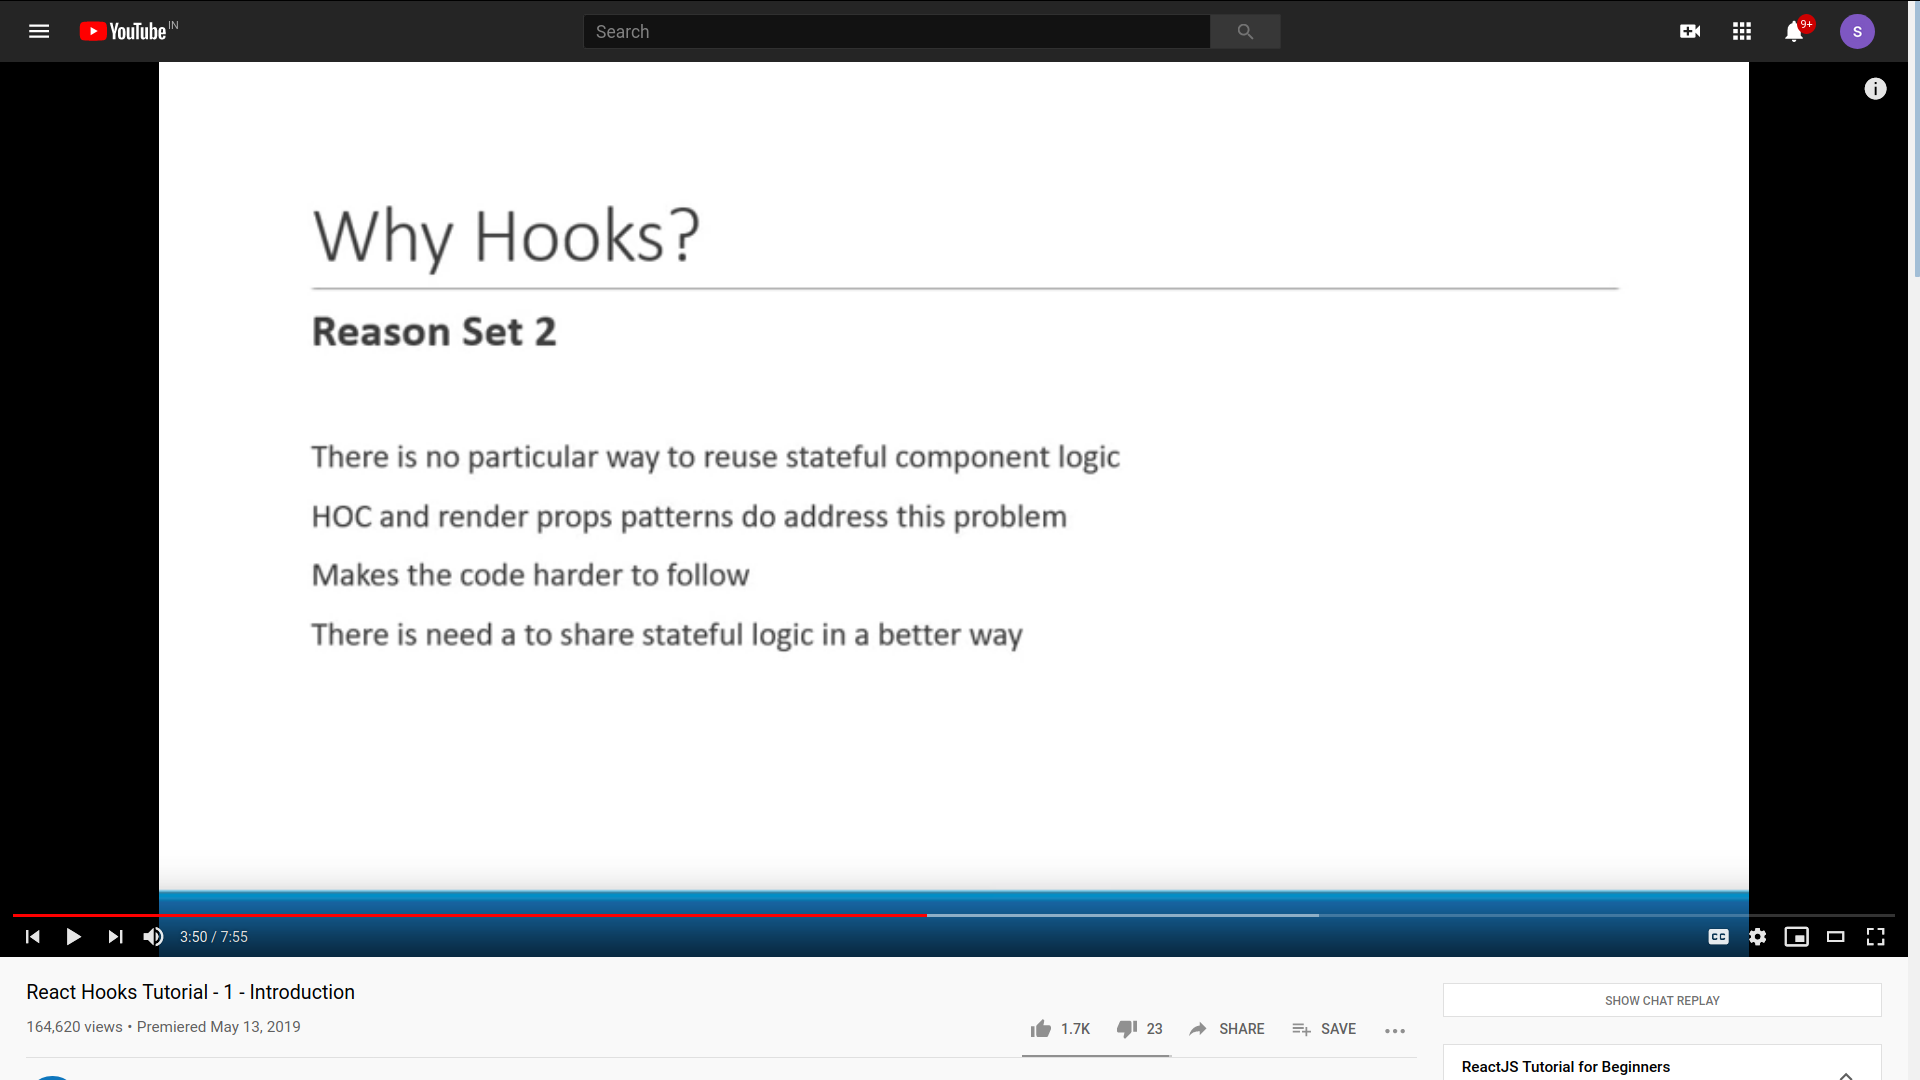 YouTube IN
Search
9+
S
Why Hooks?
Reason Set 2
There is no particular way to reuse stateful component logic
HOC and render props patterns do address this problem
Makes the code harder to follow
There is need a to share stateful logic in a better way
3:50 / 7:55
CC
React Hooks Tutorial - 1 - Introduction
164,620 views • Premiered May 13, 2019
1.7K 23 SHARE SAVE
SHOW CHAT REPLAY
ReactJS Tutorial for Beginners